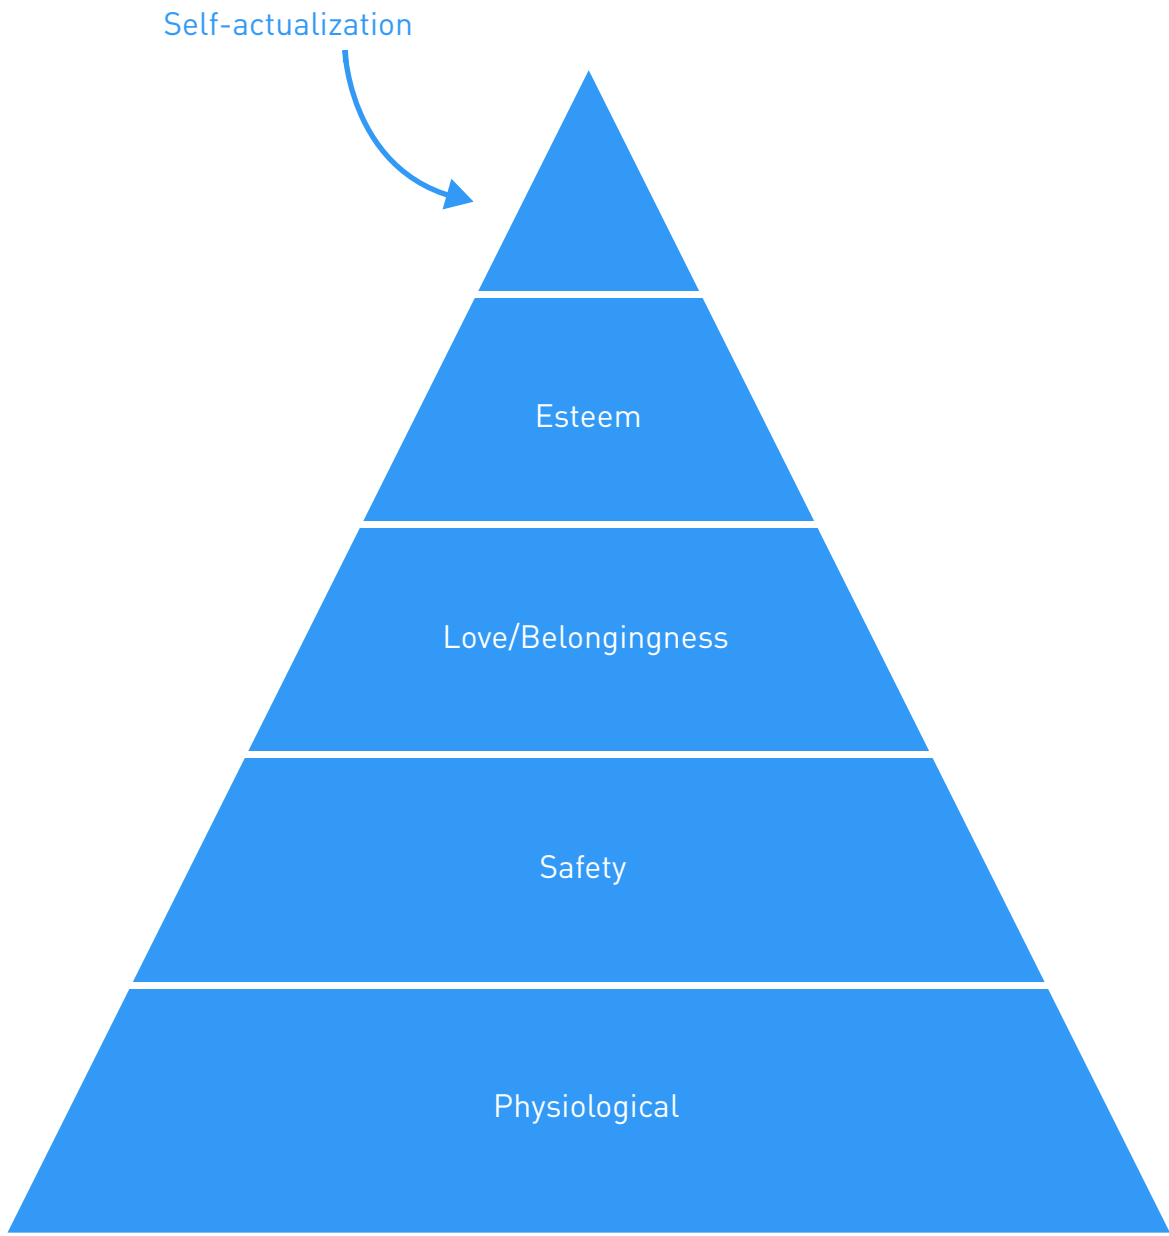 Self-actualization
Esteem
Love/Belongingness
Safety
Physiological